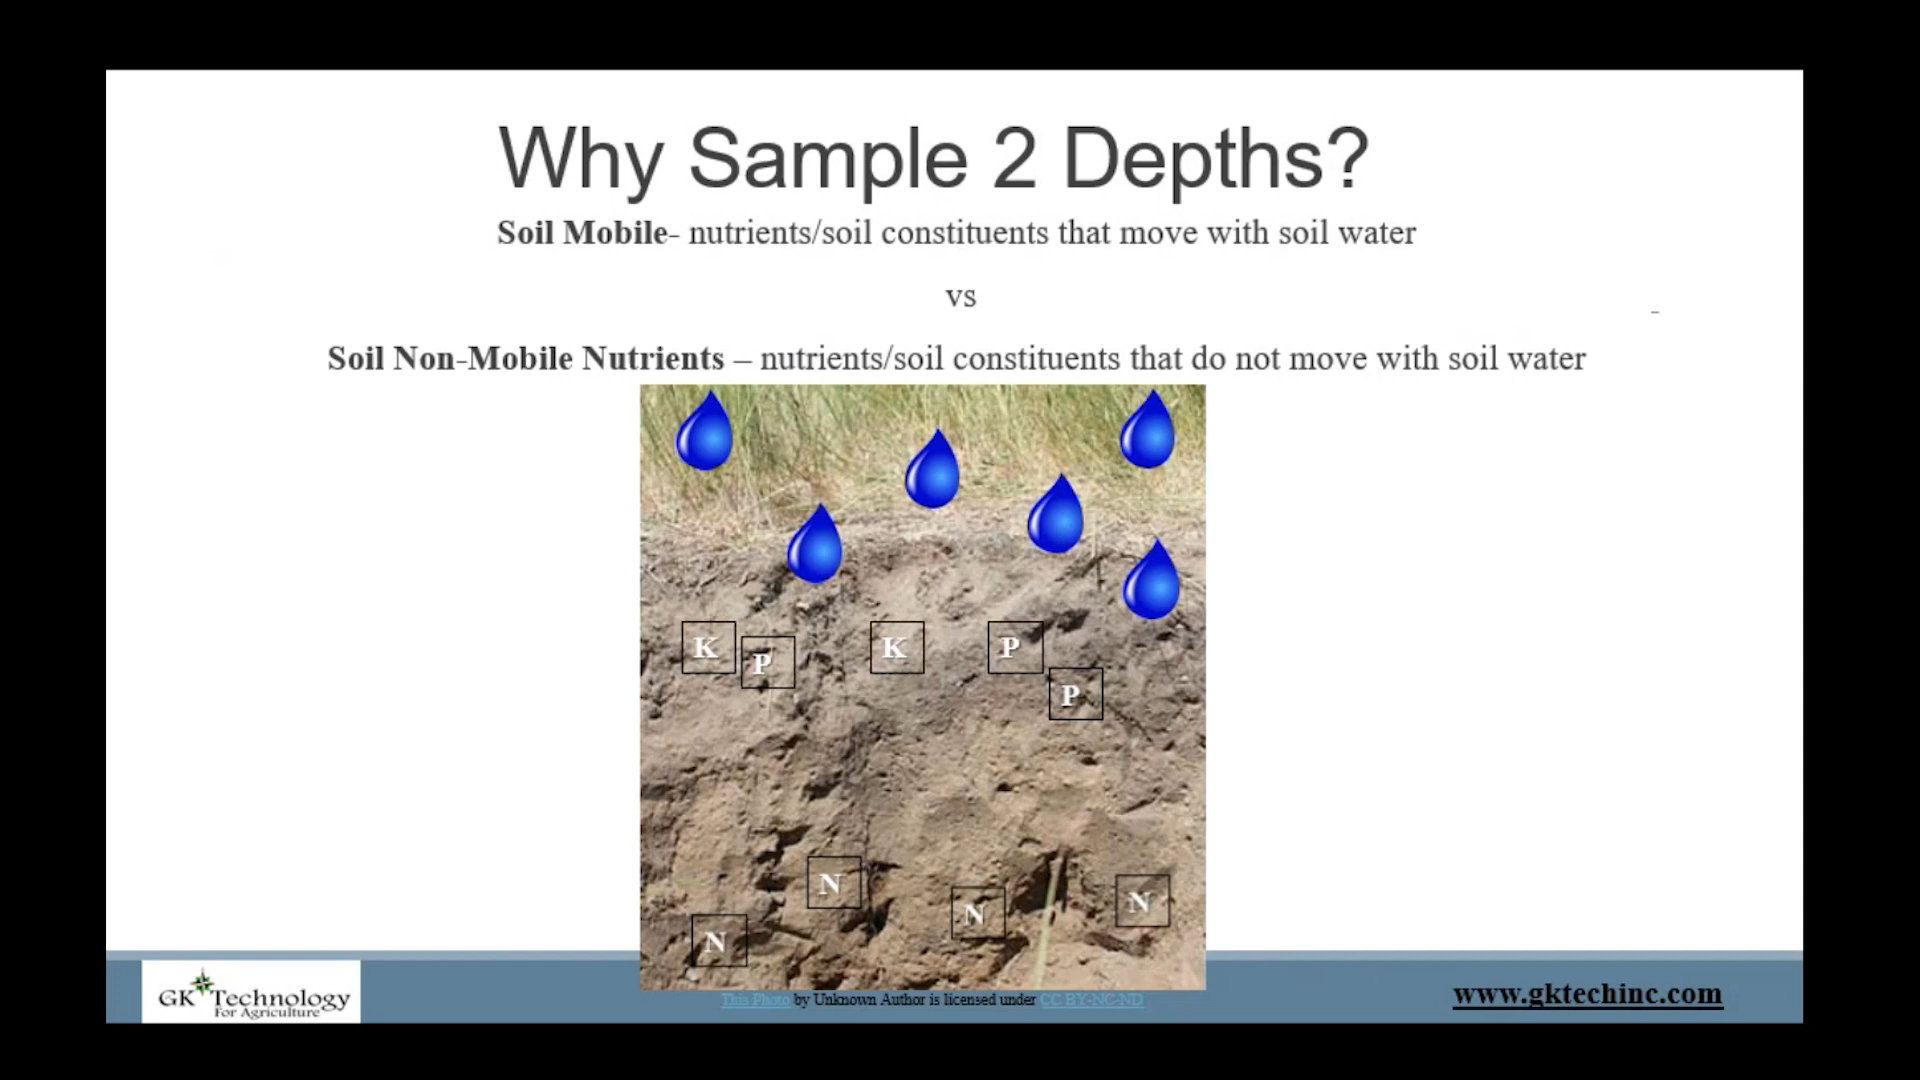 Why Sample 2 Depths?
Soil Mobile- nutrients/soil constituents that move with soil water
vs
Soil Non-Mobile Nutrients – nutrients/soil constituents that do not move with soil water
K
P
K
P
P
N
N
N
N
This Photo by Unknown Author is licensed under CC BY-NC-ND
GK Technology
For Agriculture
www.gktechinc.com